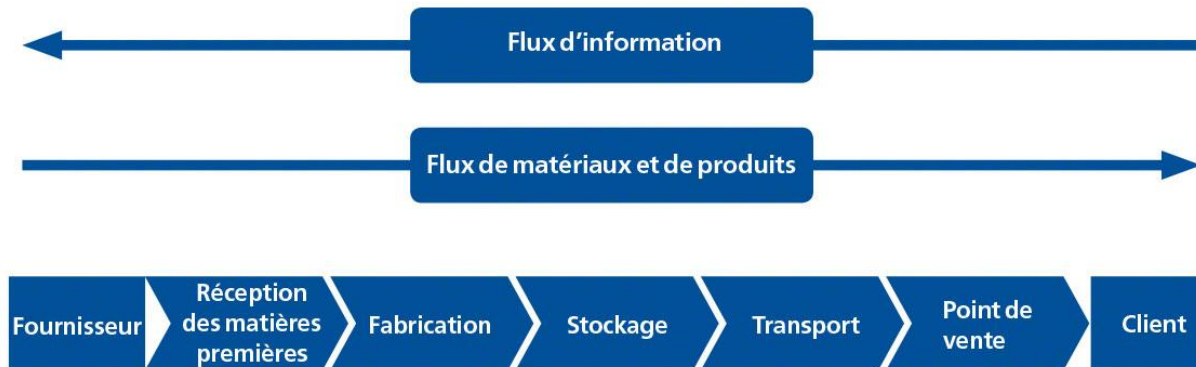 Flux d'information
Flux de matériaux et de produits
Fournisseur
Réception
des matières
premières
Fabrication
Stockage
Transport
Point de
vente
Client